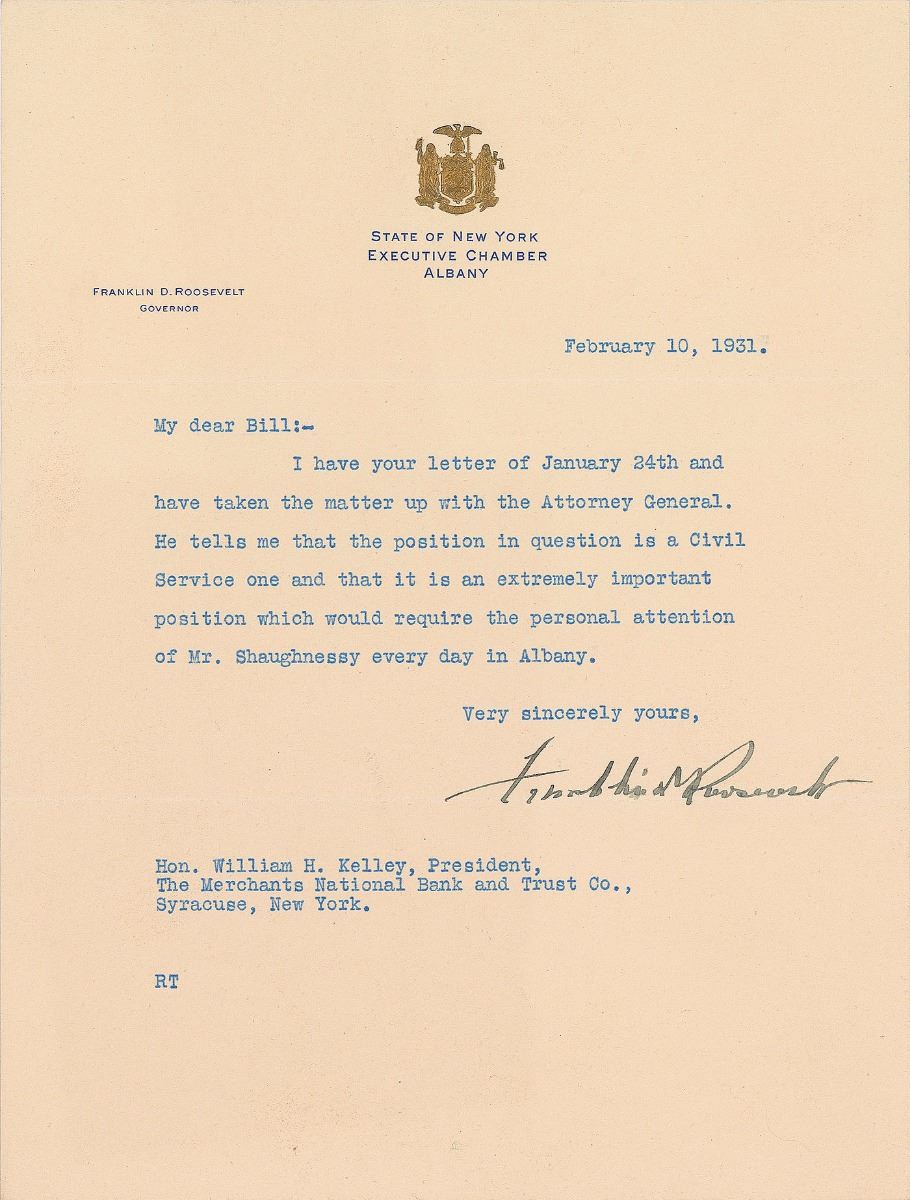 STATE OF NEW YORK
EXECUTIVE CHAMBER
ALBANY
FRANKLIN D. ROOSEVELT
GOVERNOR
February 10, 1931.
My dear Bill:-
I have your letter of January 24th and
have taken the matter up with the Attorney General.
He tells me that the position in question is a Civil
Service one and that it is an extremely important
position which would require the personal attention
of Mr. Shaughnessy every day in Albany.
Very sincerely yours,
Franklin D Roosevelt
Hon. William H. Kelley, President,
The Merchants National Bank and Trust Co.,
Syracuse, New York.
RT